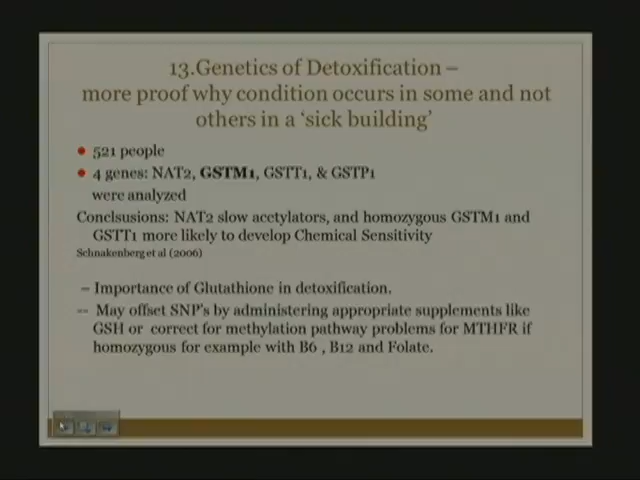 13.Genetics of Detoxification –
more proof why condition occurs in some and not
others in a ‘sick building’
521 people
4 genes: NAT2, GSTM1, GSTT1, & GSTP1
were analyzed
Conclsusions: NAT2 slow acetylators, and homozygous GSTM1 and
GSTT1 more likely to develop Chemical Sensitivity
Schnakenberg et al (2006)
– Importance of Glutathione in detoxification.
– May offset SNP's by administering appropriate supplements like
GSH or correct for methylation pathway problems for MTHFR if
homozygous for example with B6 , B12 and Folate.